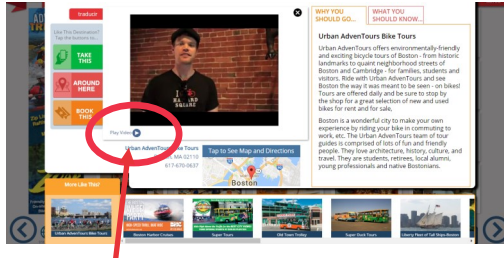 traducir
Like This Destination?
Tap the buttons to...
TAKE
THIS
AROUND
HERE
BOOK
THIS
Play Video
Urban AdvenTours Bike Tours
MA 02110
617-670-0637
Tap to See Map and Directions
Boston
WHY YOU
SHOULD GO...
WHAT YOU
SHOULD KNOW...
Urban AdvenTours Bike Tours
Urban AdvenTours offers environmentally-friendly
and exciting bicycle tours of Boston - from historic
landmarks to quaint neighborhood streets of
Boston and Cambridge - for families, students and
visitors. Ride with Urban AdvenTours and see
Boston the way it was meant to be seen - on bikes!
Tours are offered daily and be sure to stop by
the shop for a great selection of new and used
bikes for rent and for sale,
Boston is a wonderful city to make your own
experience by riding your bike in commuting to
work, etc. The Urban AdvenTours team of tour
guides is comprised of lots of fun and friendly
people. They love architecture, history, culture, and
travel. They are students, retirees, local alumni,
young professionals and native Bostonians.
More Like This!
Urban AdvenTours Bike Tours
Boston Harbor Cruises
Super Tours
Old Town Trolley
Super Duck Tours
Liberty Fleet of Tall Ships-Boston